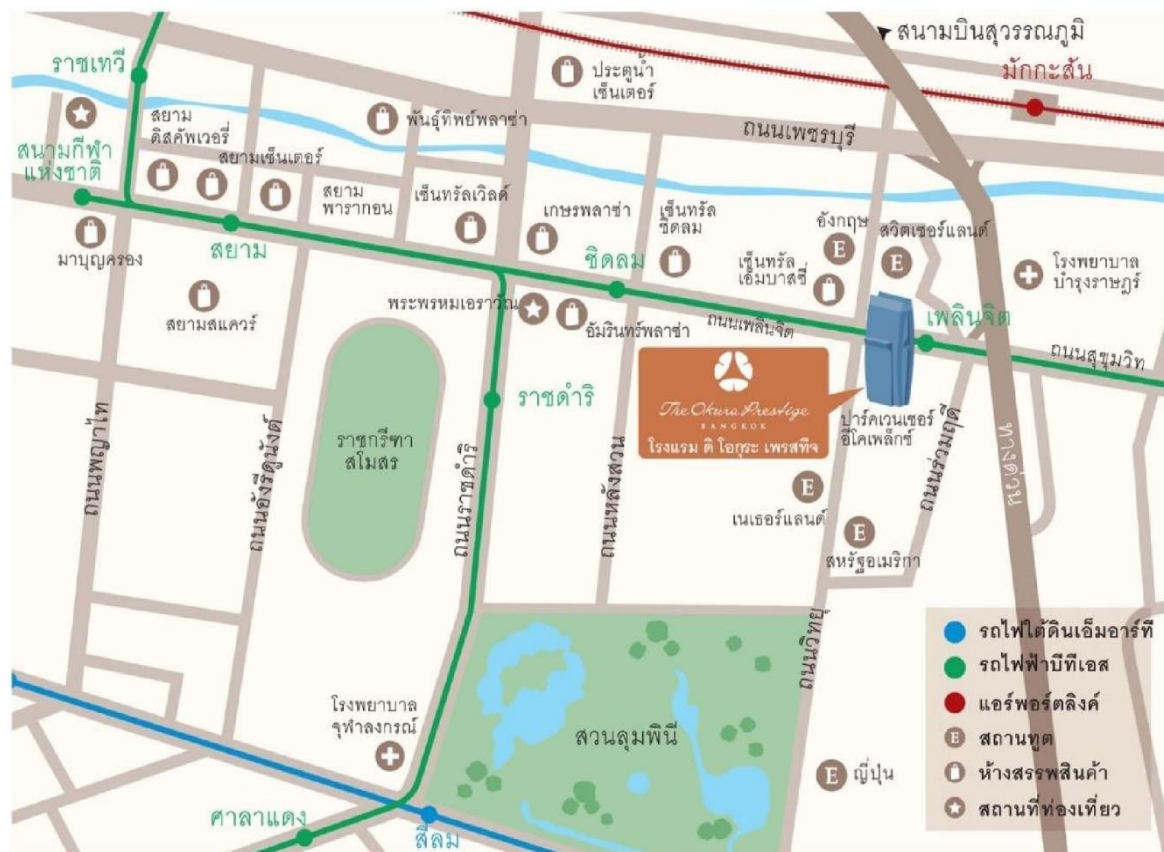 สนามบินสุวรรณภูมิ
ราชเทวี
ประตูน้ำ
เซ็นเตอร์
มักกะสัน
สยาม
ดิสคัพเวอรี่
พันธุ์ทิพย์พลาซ่า
ถนนเพชรบุรี
สนามกีฬา
แห่งชาติ
สยามเซ็นเตอร์
สยาม
พารากอน
เซ็นทรัลเวิลด์
เกษรพลาซ่า
เซ็นทรัล
ชิดลม
อังกฤษ
สวิตเซอร์แลนด์
มาบุญครอง
สยาม
ชิดลม
เซ็นทรัล
เอ็มบาสซี่
โรงพยาบาล
บำรุงราษฎร์
สยามสแควร์
พระพรหมเอราวัณ
อัมรินทร์พลาซ่า
ถนนเพลินจิต
เพลินจิต
ถนนสุขุมวิท
ราชดำริ
The Okura Prestige
BANGKOK
โรงแรม ดิ โอกุระ เพรสทีจ
ปาร์คเวนเชอร์
อีโคเพล็กซ์
ราชกรีฑา
สโมสร
ถนนพญาไท
ถนนอังรีดูนังต์
ถนนราชดำริ
ถนนหลังสวน
ถนนร่วมฤดี
ทางด่วน
E
เนเธอร์แลนด์
E
สหรัฐอเมริกา
ถนนวิทยุ
โรงพยาบาล
จุฬาลงกรณ์
สวนลุมพินี
E ญี่ปุ่น
ศาลาแดง
สีลม
รถไฟใต้ดินเอ็มอาร์ที
รถไฟฟ้าบีทีเอส
แอร์พอร์ตลิงค์
E สถานทูต
ห้างสรรพสินค้า
สถานที่ท่องเที่ยว